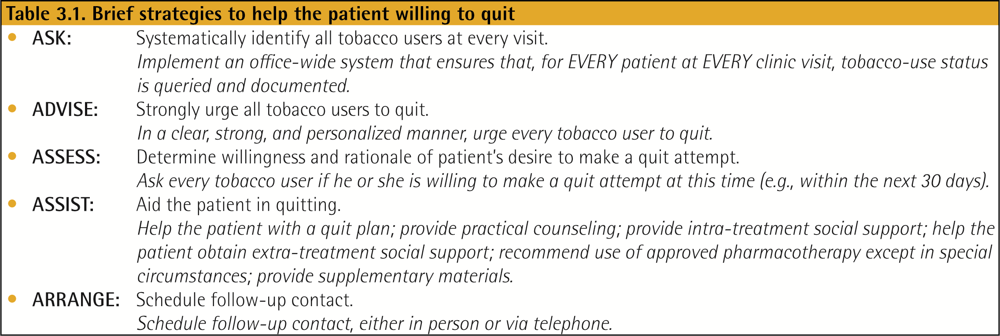 Table 3.1. Brief strategies to help the patient willing to quit
• ASK: Systematically identify all tobacco users at every visit.
Implement an office-wide system that ensures that, for EVERY patient at EVERY clinic visit, tobacco-use status
is queried and documented.
• ADVISE: Strongly urge all tobacco users to quit.
In a clear, strong, and personalized manner, urge every tobacco user to quit.
• ASSESS: Determine willingness and rationale of patient's desire to make a quit attempt.
Ask every tobacco user if he or she is willing to make a quit attempt at this time (e.g., within the next 30 days).
• ASSIST: Aid the patient in quitting.
Help the patient with a quit plan; provide practical counseling; provide intra-treatment social support; help the
patient obtain extra-treatment social support; recommend use of approved pharmacotherapy except in special
circumstances; provide supplementary materials.
• ARRANGE: Schedule follow-up contact.
Schedule follow-up contact, either in person or via telephone.